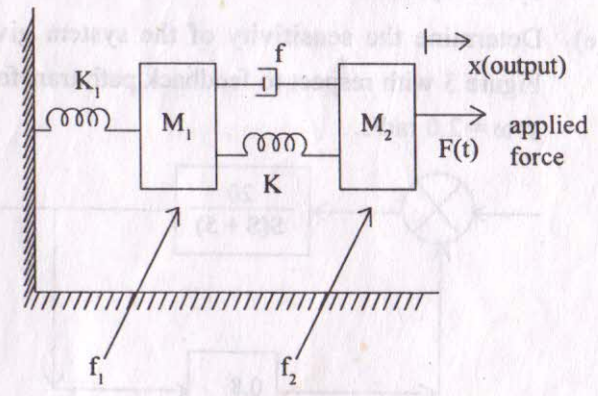 f
x(output)
K₁
M₁
M₂
F(t)
applied
force
K
f₁
f₂